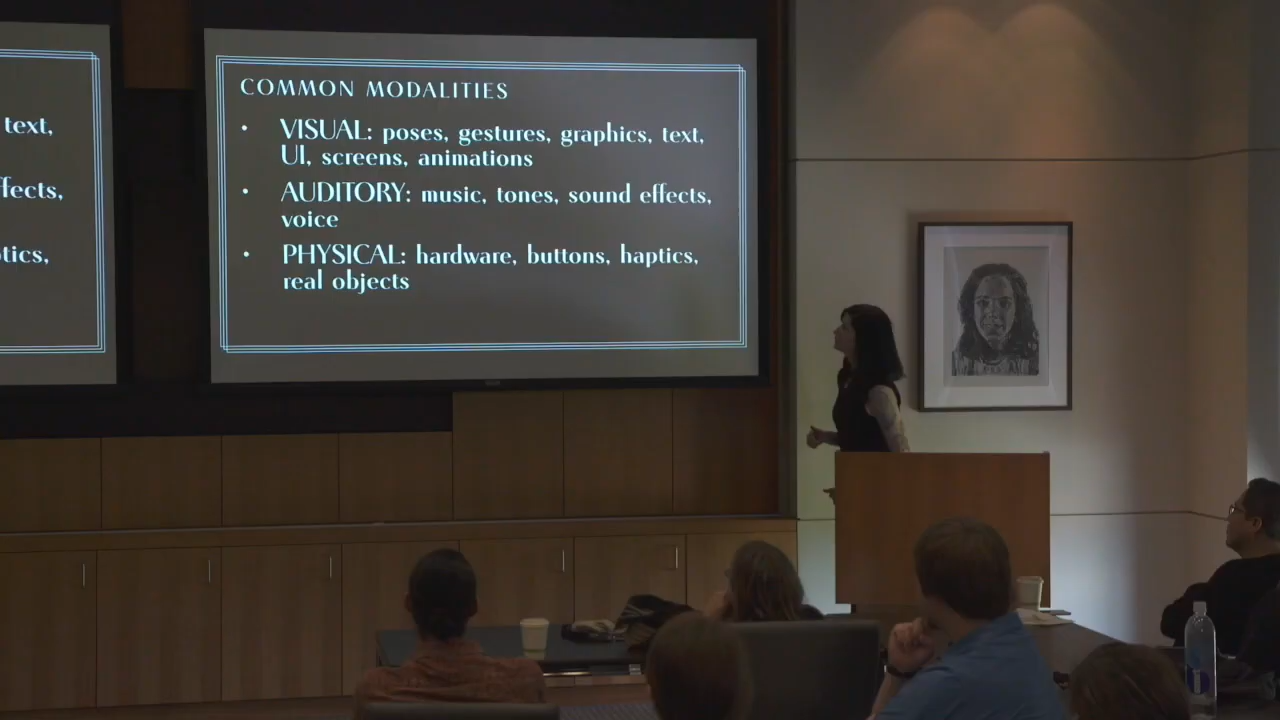 text,
ffects,
tics,
COMMON MODALITIES
• VISUAL: poses, gestures, graphics, text,
UI, screens, animations
• AUDITORY: music, tones, sound effects,
voice
• PHYSICAL: hardware, buttons, haptics,
real objects